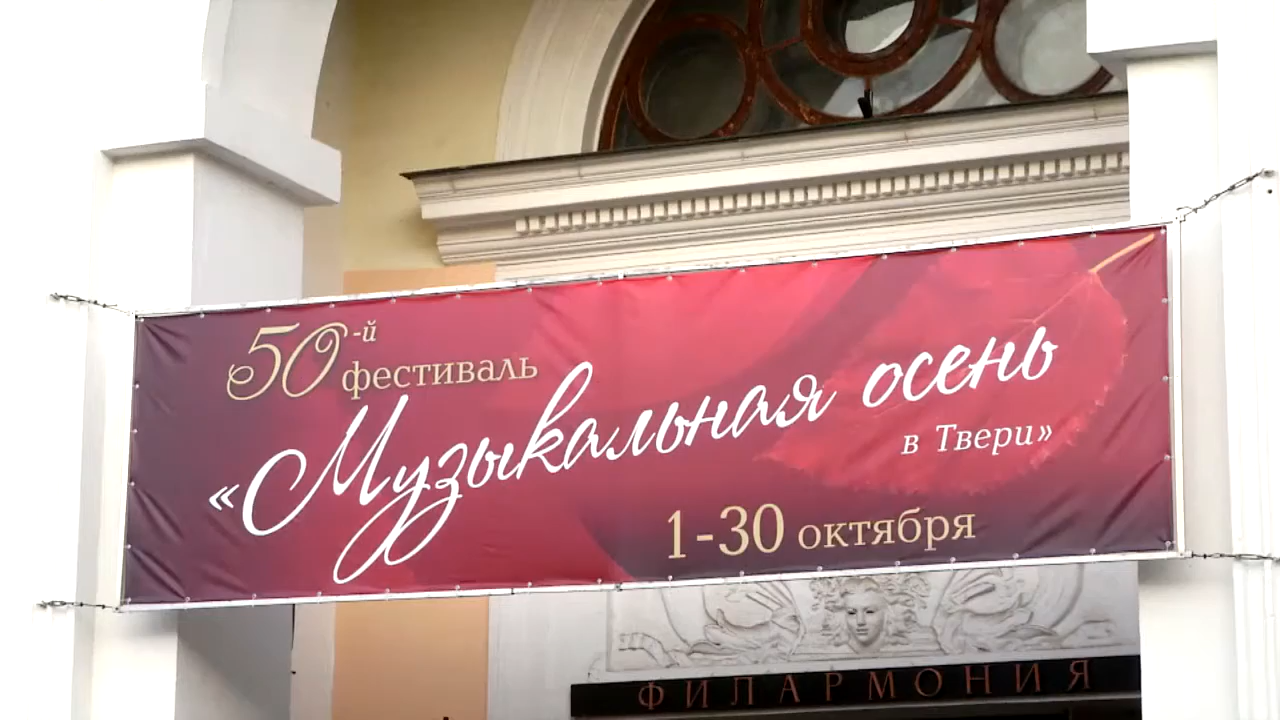 50-й
фестиваль
«Музыкальная осень
в Твери»
1-30 октября
ФИЛАРМОНИЯ